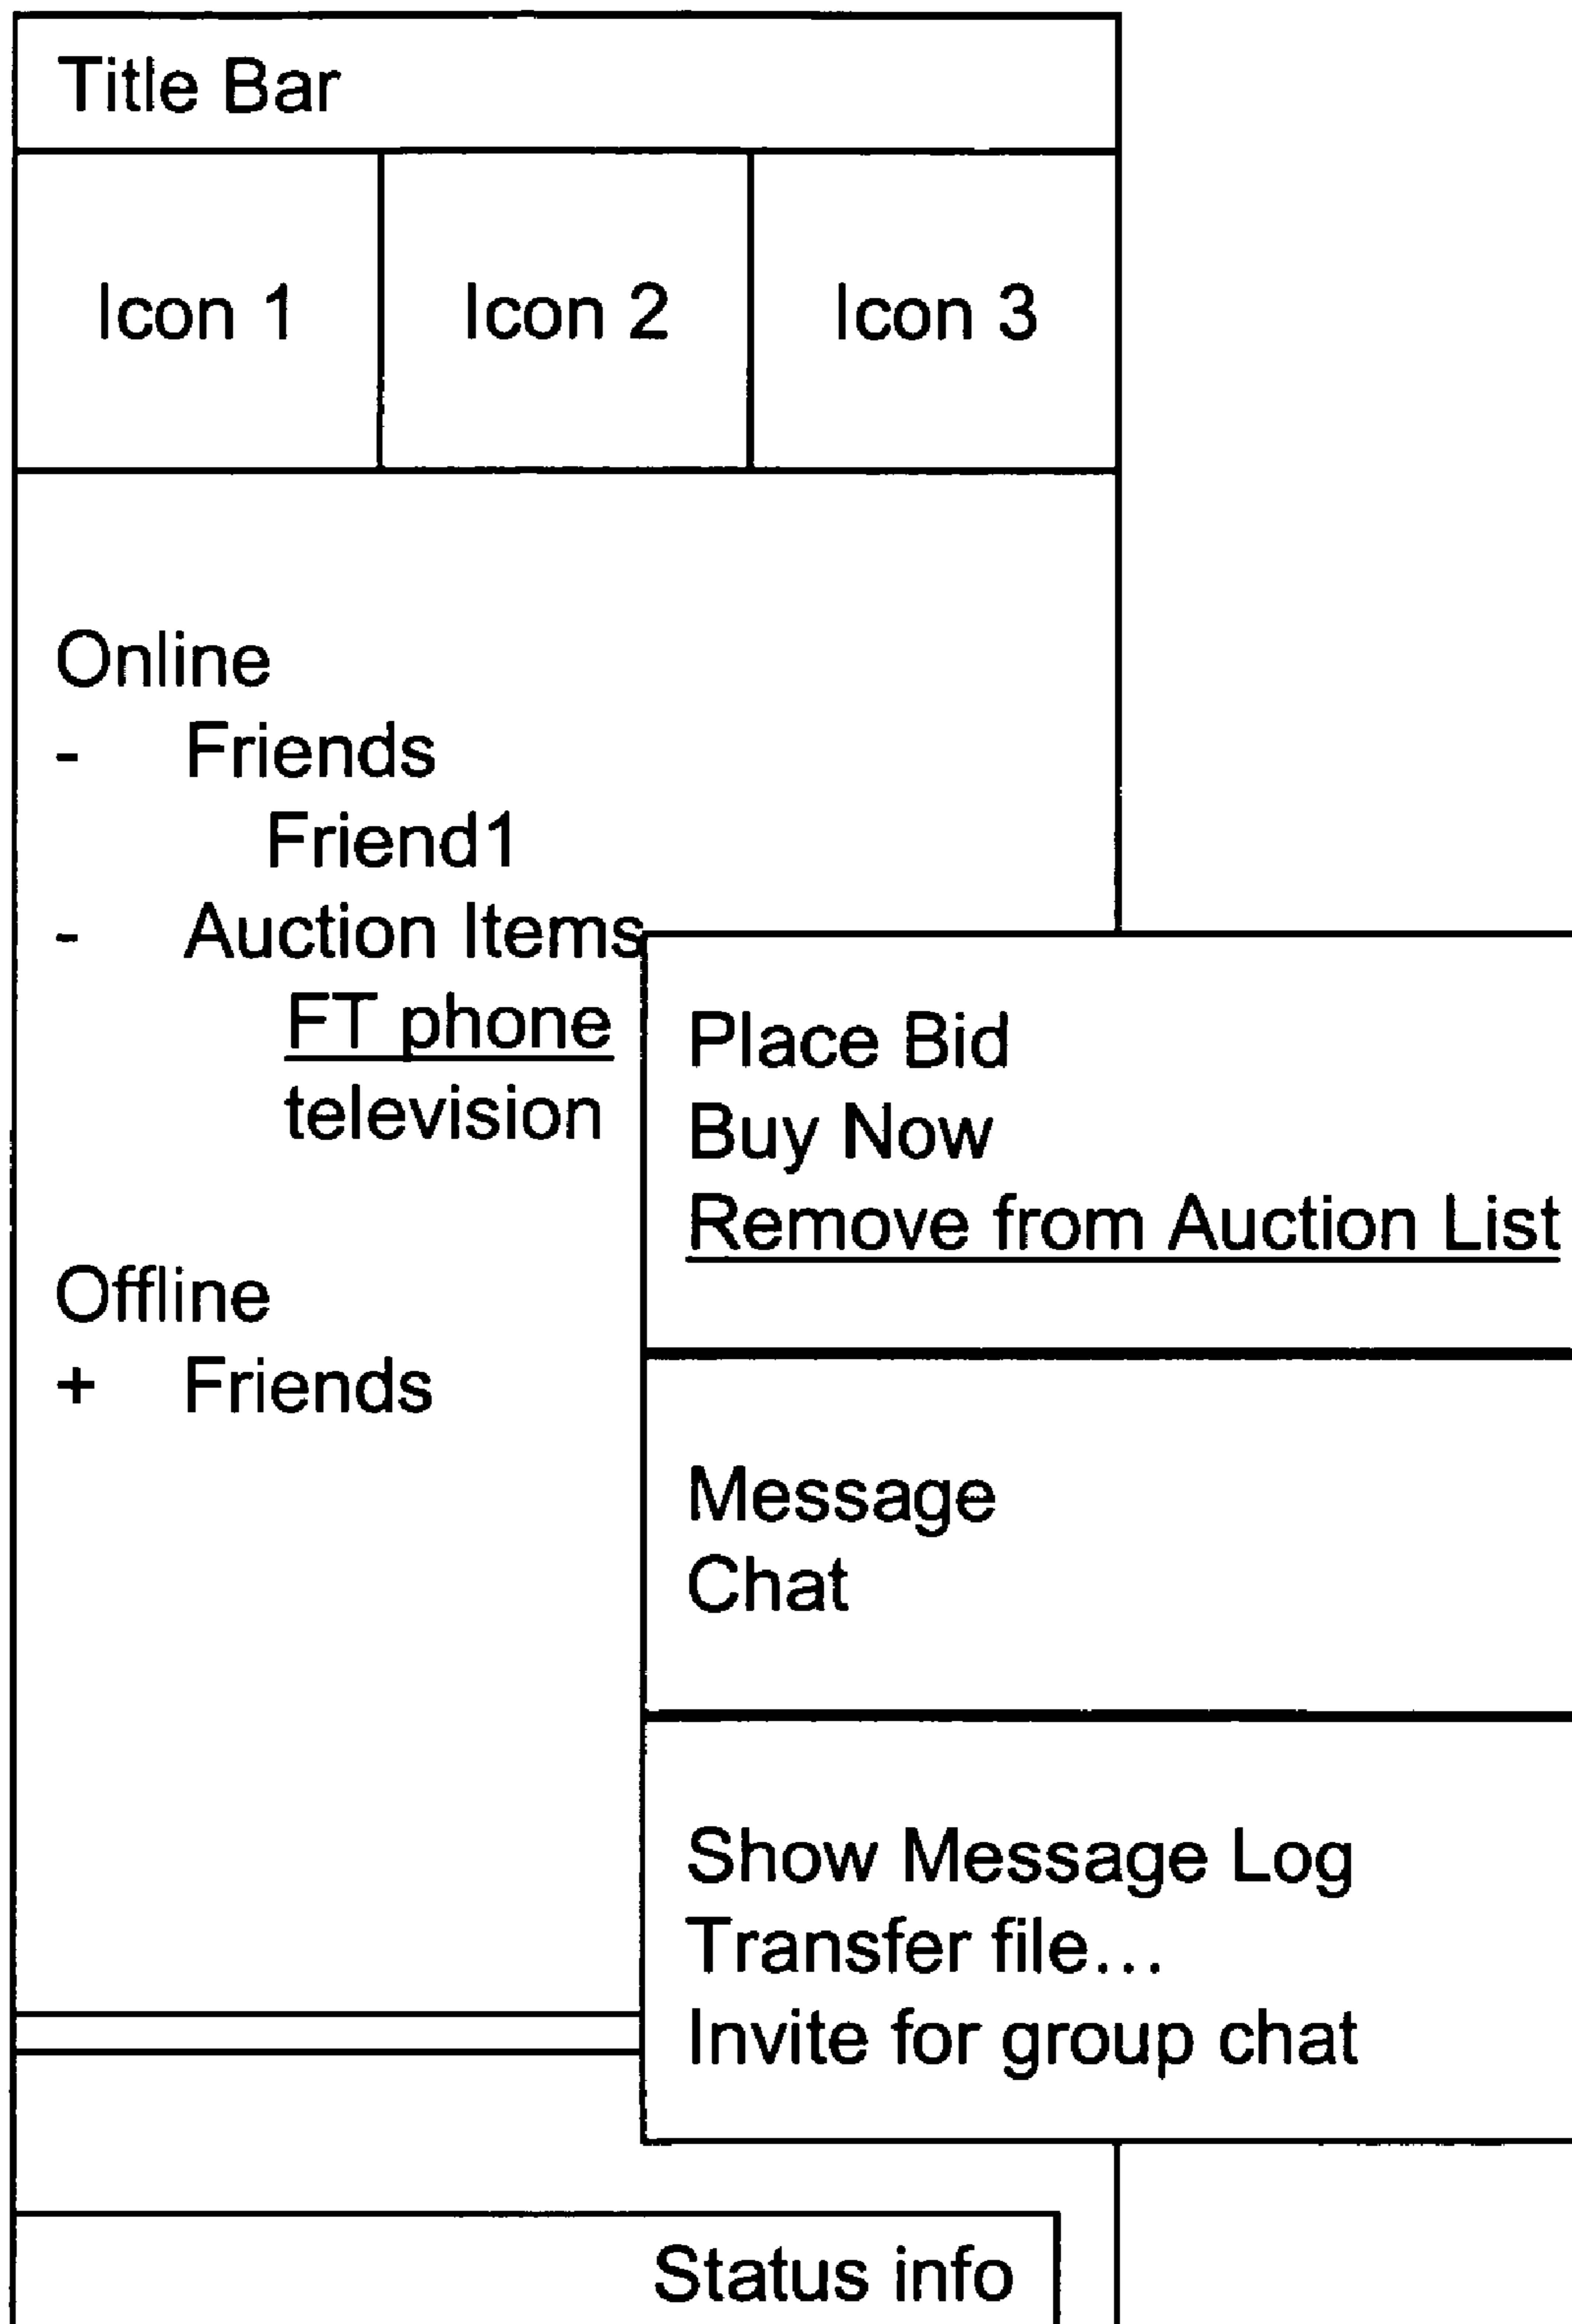 Title Bar
Icon 1 Icon 2 Icon 3
Online
- Friends
Friend1
- Auction Items
FT phone
television
Offline
+ Friends
Place Bid
Buy Now
Remove from Auction List
Message
Chat
Show Message Log
Transfer file...
Invite for group chat
Status info